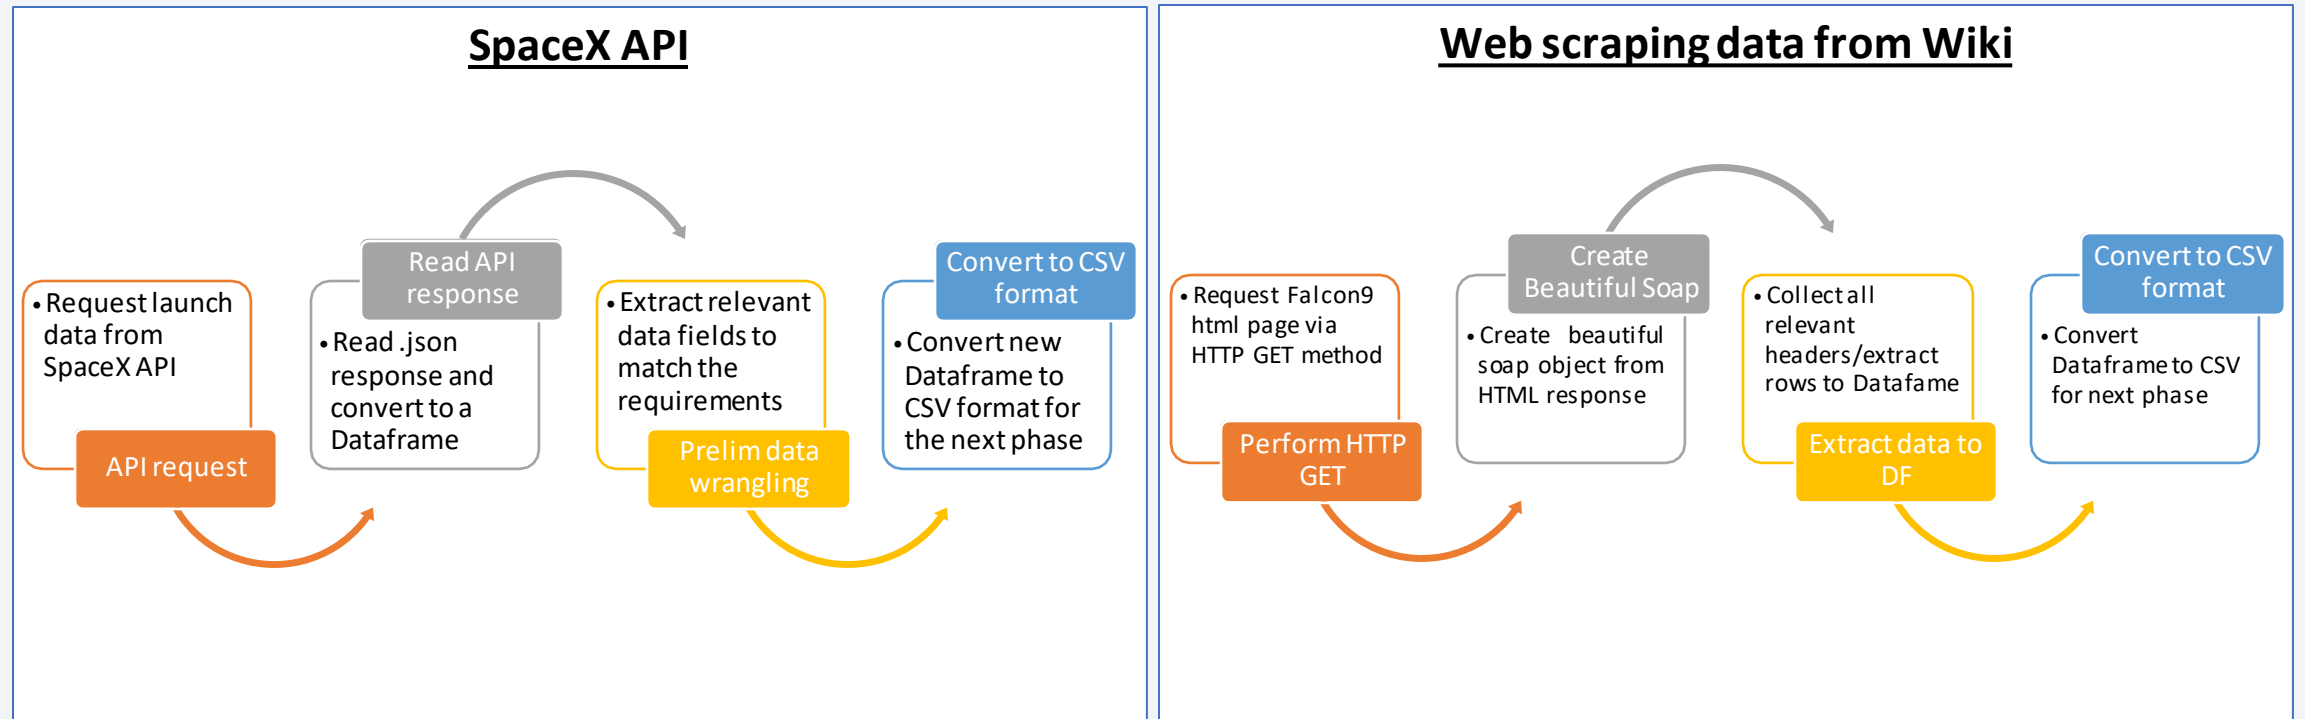 SpaceX API
• Request launch
data from
SpaceX API
API request
Read API
response
• Read .json
response and
convert to a
Dataframe
• Extract relevant
data fields to
match the
requirements
Prelim data
wrangling
Convert to CSV
format
• Convert new
Dataframe to
CSV format for
the next phase
Web scraping data from Wiki
• Request Falcon9
html page via
HTTP GET method
Perform HTTP
GET
Create
Beautiful Soap
• Create beautiful
soap object from
HTML response
• Collect all
relevant
headers/extract
rows to Datafame
Extract data to
DF
Convert to CSV
format
• Convert
Dataframe to CSV
for next phase